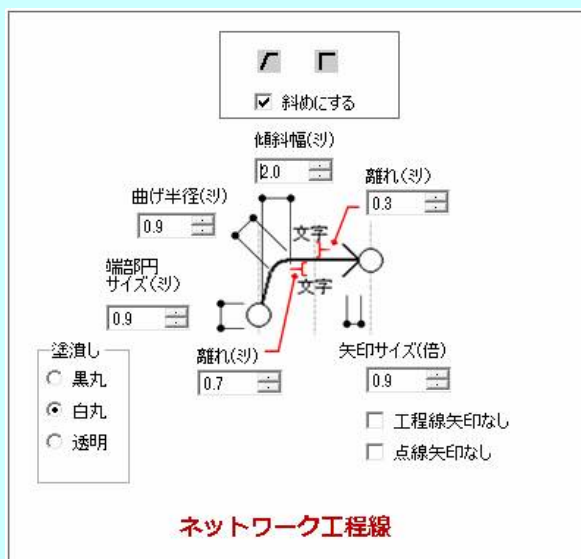 斜めにする
傾斜幅(ミリ)
2.0
離れ(ミリ)
0.3
曲げ半径(ミリ)
0.9
文字
文字
端部円
サイズ(ミリ)
0.9
離れ(ミリ)
0.7
矢印サイズ(倍)
0.9
塗潰し
黒丸
白丸
透明
工程線矢印なし
点線矢印なし
ネットワーク工程線